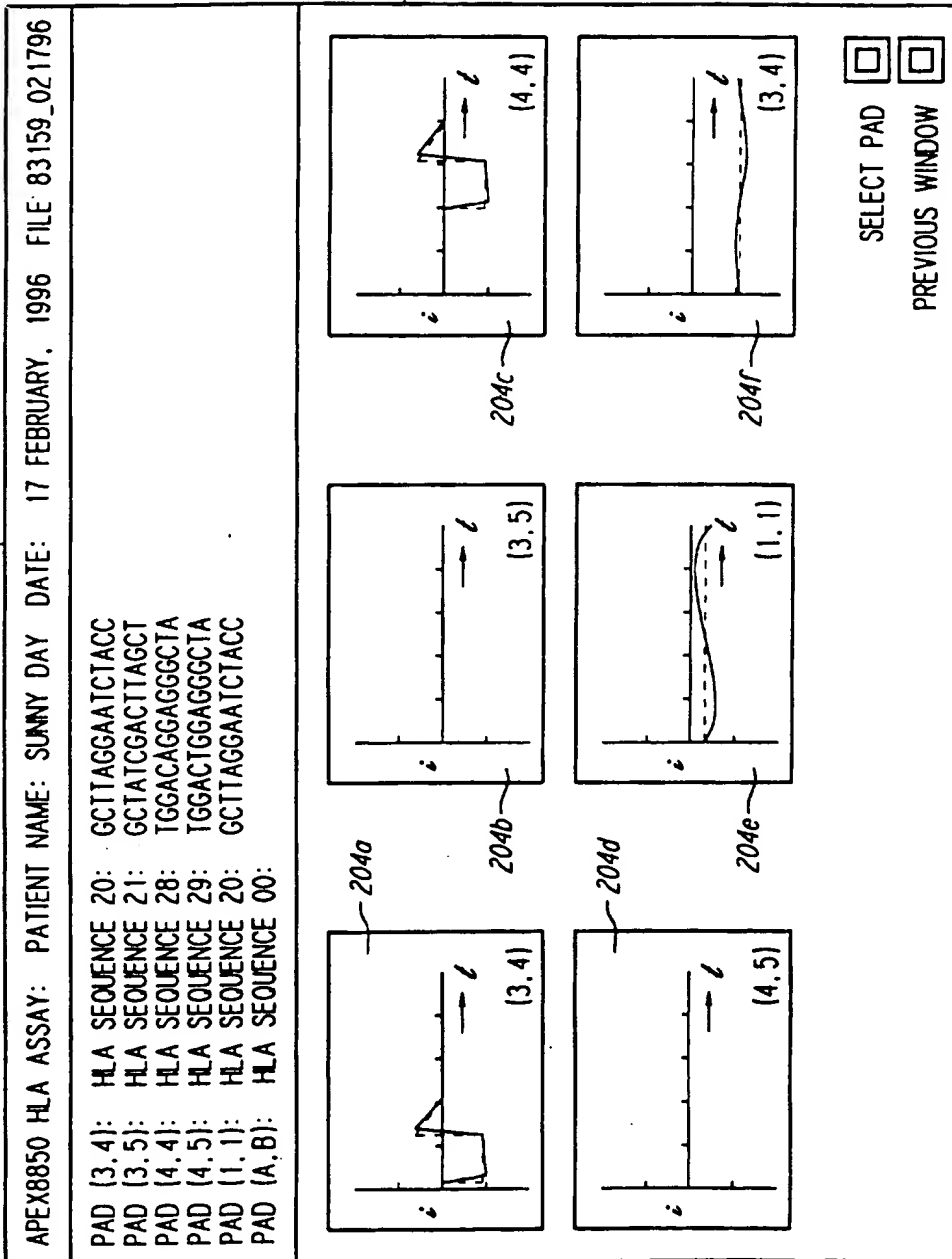 APEX8850 HLA ASSAY: PATIENT NAME: SUNNY DAY DATE: 17 FEBRUARY, 1996 FILE: 83159_021796
PAD (3,4): HLA SEQUENCE 20: GCTTAGGAATCTACC
PAD (3,5): HLA SEQUENCE 21: GCTATCGACTTAGCT
PAD (4,4): HLA SEQUENCE 28: TGGACAGGAGGGCTA
PAD (4,5): HLA SEQUENCE 29: TGGACTGGAGGGCTA
PAD (1,1): HLA SEQUENCE 20: GCTTAGGAATCTACC
PAD (A,B): HLA SEQUENCE 00:
204a
i
t
(3,4)
204b
i
t
(3,5)
204c
i
t
(4,4)
204d
i
t
(4,5)
204e
i
t
(1,1)
204f
i
t
(3,4)
SELECT PAD
PREVIOUS WINDOW